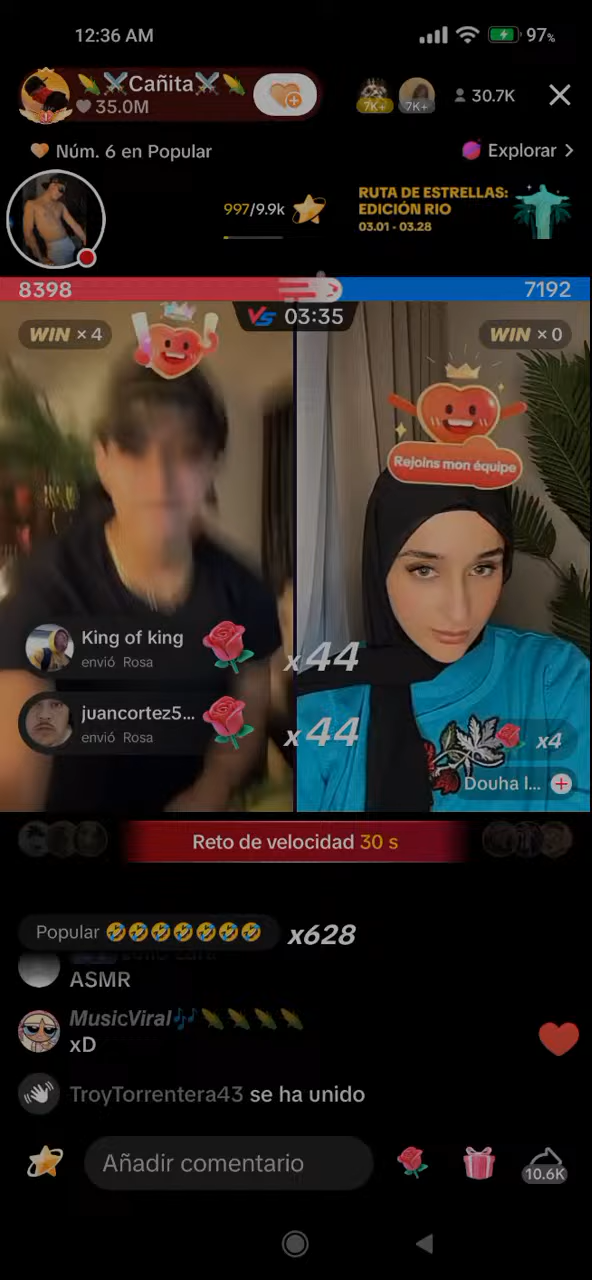 12:36 AM
97%
🌽⚔️Cañita⚔️🌽
35.0M
7K+
7K+
30.7K
Núm. 6 en Popular
Explorar
997/9.9k
RUTA DE ESTRELLAS:
EDICIÓN RIO
03.01 - 03.28
8398
7192
VS 03:35
WIN × 4
WIN × 0
Rejoins mon équipe
King of king
envió Rosa
x44
juancortez5...
envió Rosa
x44
x4
Douha l...
Reto de velocidad 30 s
Popular 🤣🤣🤣🤣🤣🤣🤣 x628
ASMR
MusicViral🎶🌽🌽🌽🌽
xD
TroyTorrentera43 se ha unido
Añadir comentario
10.6K